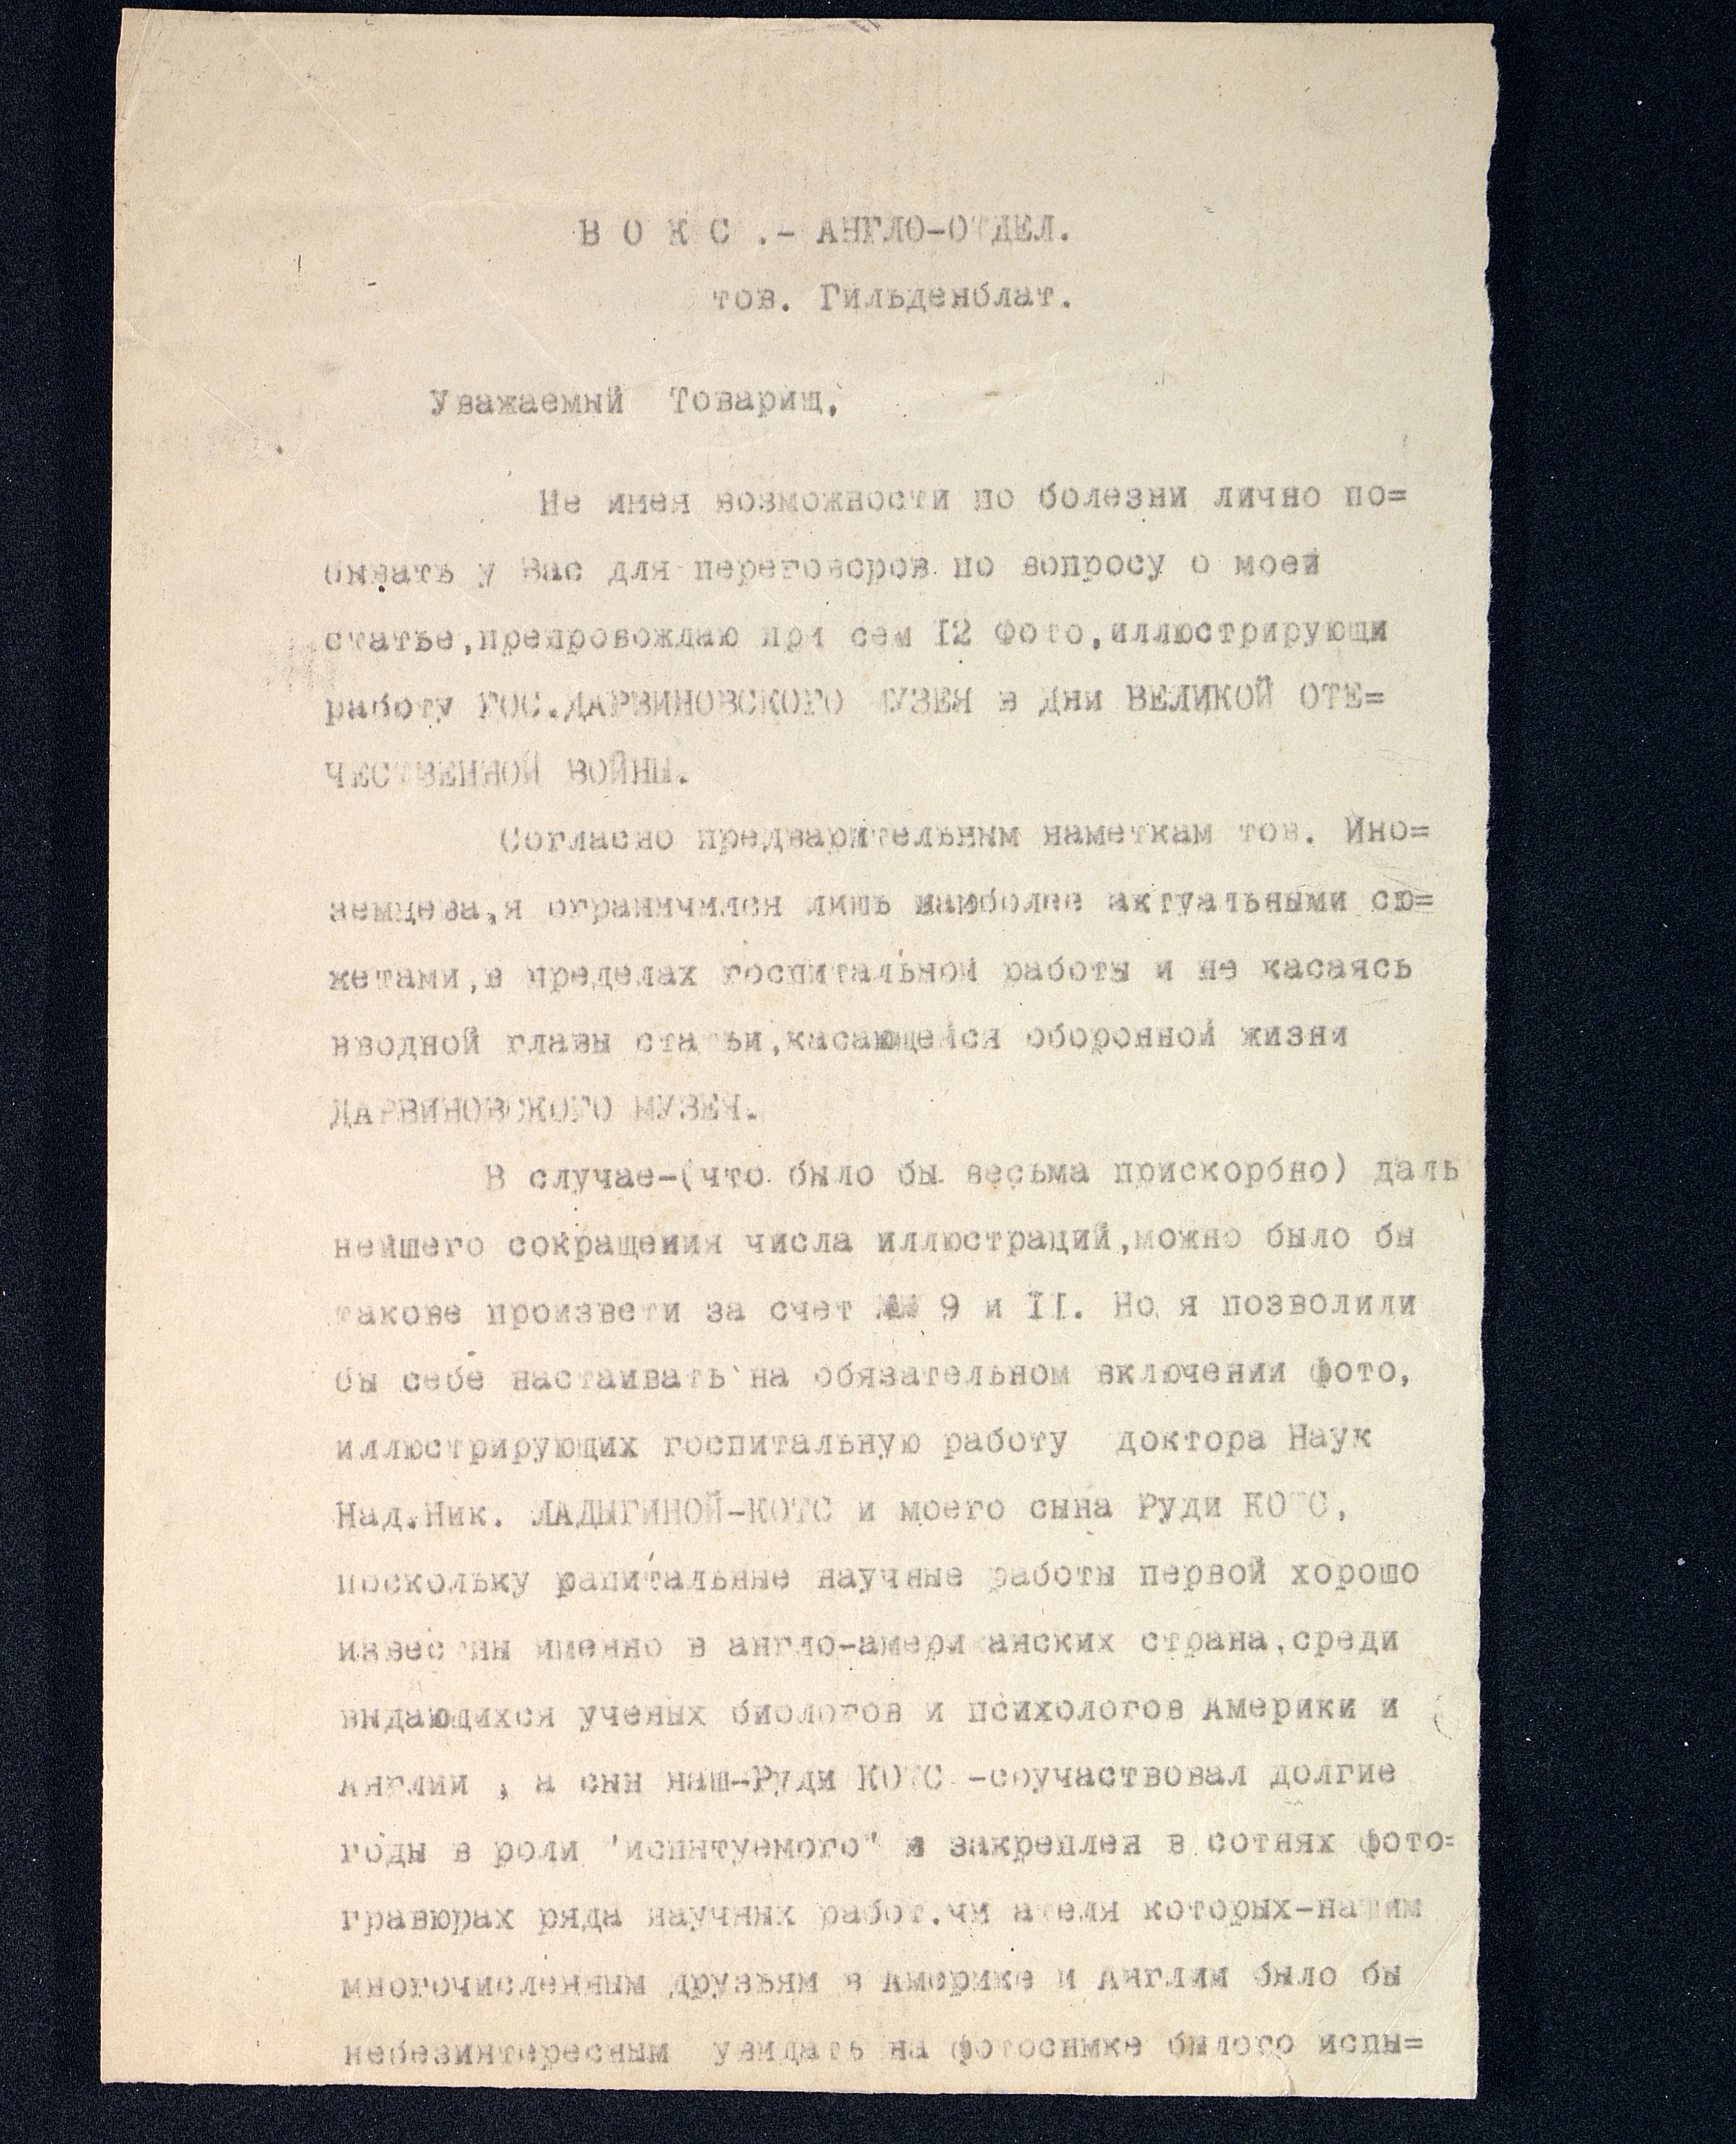 В О К С .- АНГЛО-ОТДЕЛ.
тов. Гильденблат.
Уважаемый Товарищ,
Не имея возможности по болезни лично по=
бывать у Вас для переговоров по вопросу о моей
статье,препровождаю при сем I2 фото,иллюстрирующи
работу ГОС.ДАРВИНОВСКОГО МУЗЕЯ в дни ВЕЛИКОЙ ОТЕ=
ЧЕСТВЕННОЙ ВОЙНЫ.
Согласно предварительным наметкам тов. Ино=
земцева,я ограничился лишь наиболее актуальными сю=
жетами,в пределах госпитальной работы и не касаясь
вводной главы статьи,касающейся оборонной жизни
ДАРВИНОВСКОГО МУЗЕЯ.
В случае-(что было бы весьма прискорбно) даль
нейшего сокращения числа иллюстраций,можно было бы
такове произвети за счет №№ 9 и II. Но я позволили
бы себе настаивать на обязательном включении фото,
иллюстрирующих госпитальную работу доктора Наук
Над.Ник. ЛАДЫГИНОЙ-КОТС и моего сына Руди КОТС,
поскольку рапитальные научные работы первой хорошо
известны именно в англо-американских страна,среди
выдающихся ученых биологов и психологов Америки и
Англии , а сын наш-Руди КОТС -соучаствовал долгие
годы в роли "испытуемого" и закреплен в сотнях фото=
гравюрах ряда научных работ.читателя которых-нашим
многочисленным друзьям в Америке и Англии было бы
небезинтересным увидать на фотоснмке былого испы=